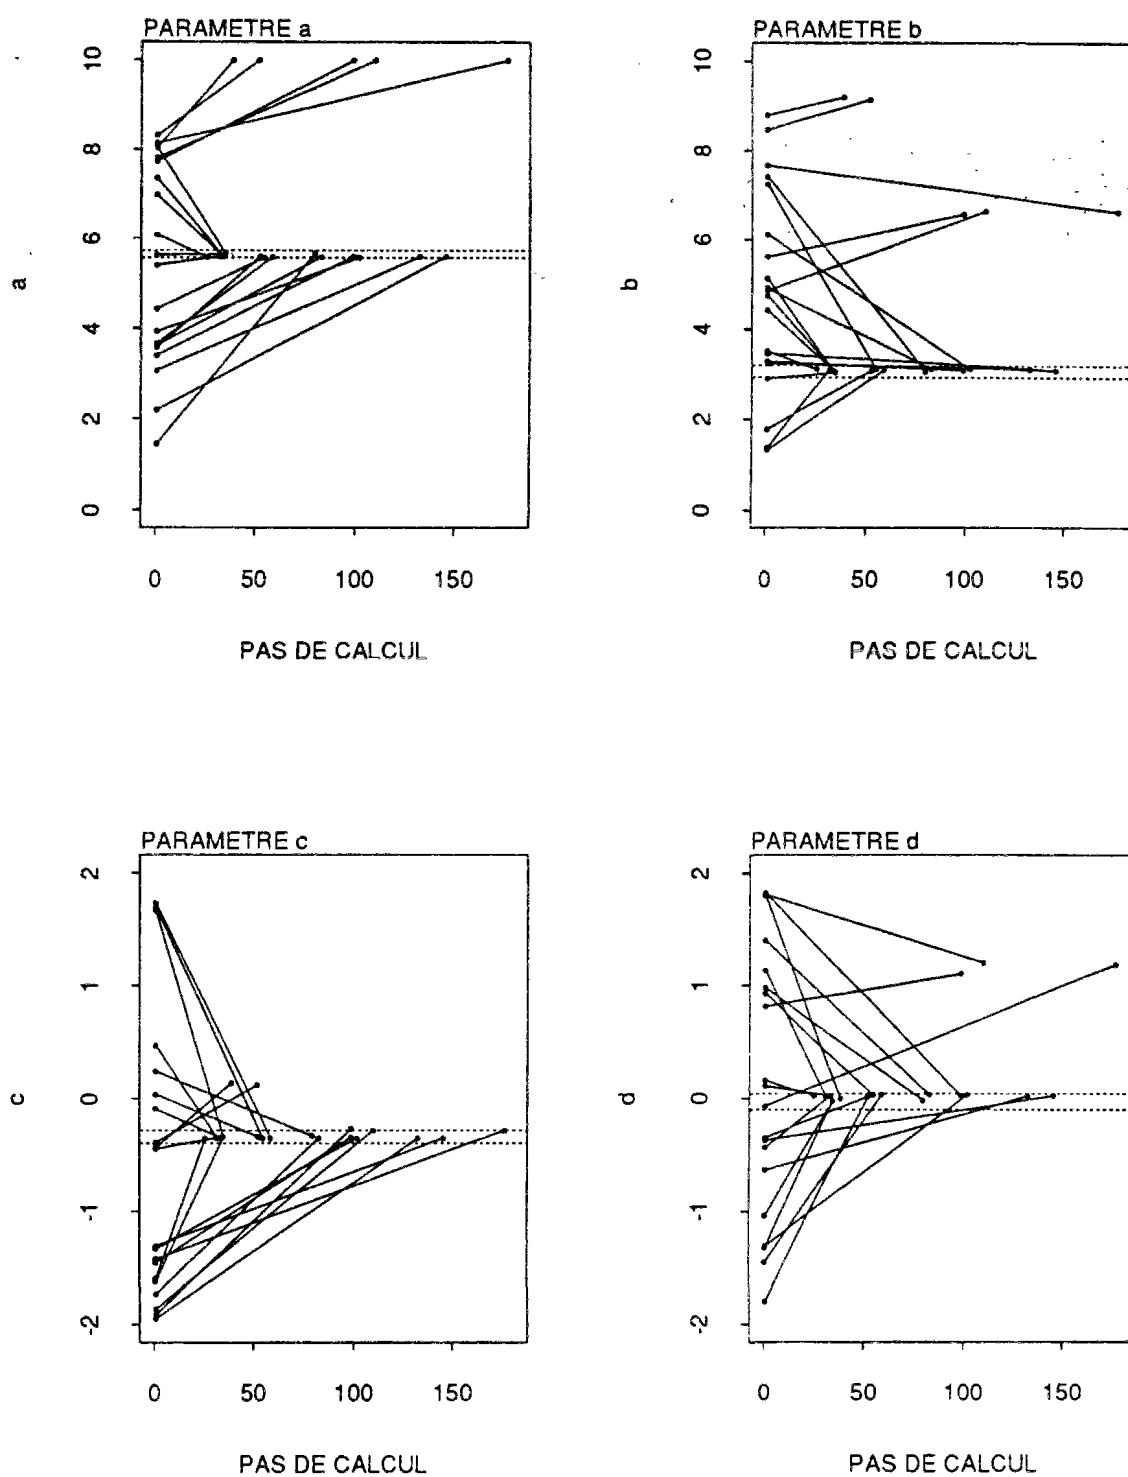 PARAMETRE a
10
8
6
4
2
0
a
0 50 100 150
PAS DE CALCUL
PARAMETRE b
10
8
6
4
2
0
b
0 50 100 150
PAS DE CALCUL
PARAMETRE c
2
1
0
-1
-2
c
0 50 100 150
PAS DE CALCUL
PARAMETRE d
2
1
0
-1
-2
d
0 50 100 150
PAS DE CALCUL